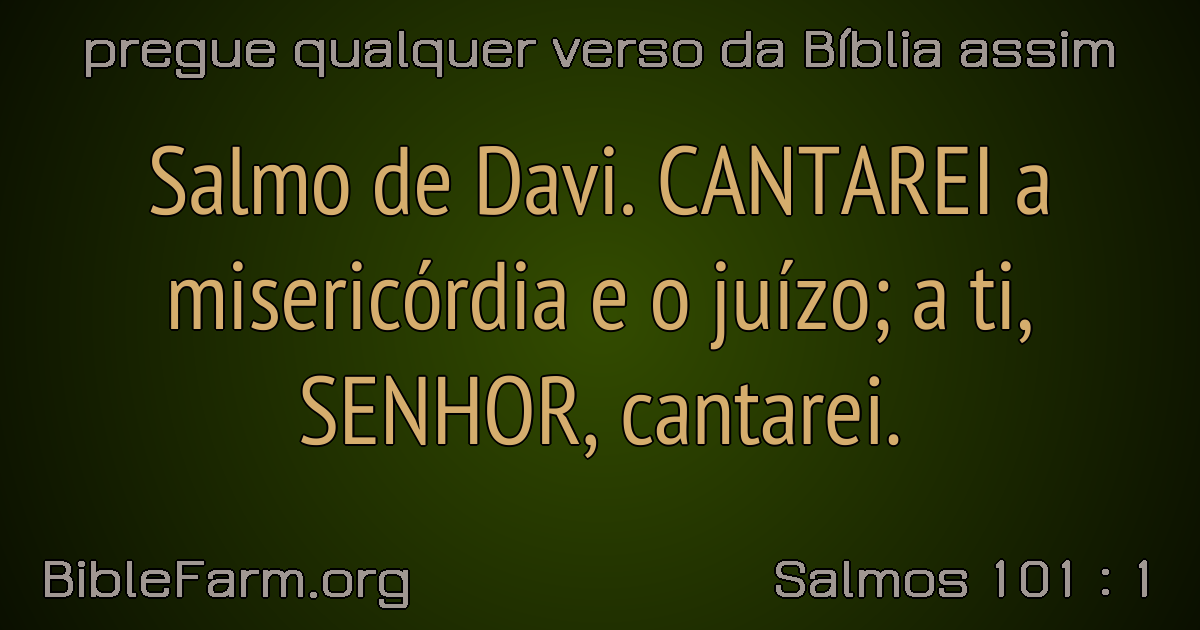 pregue qualquer verso da Bíblia assim
Salmo de Davi. CANTAREI a
misericórdia e o juízo; a ti,
SENHOR, cantarei.
BibleFarm.org
Salmos 101 : 1